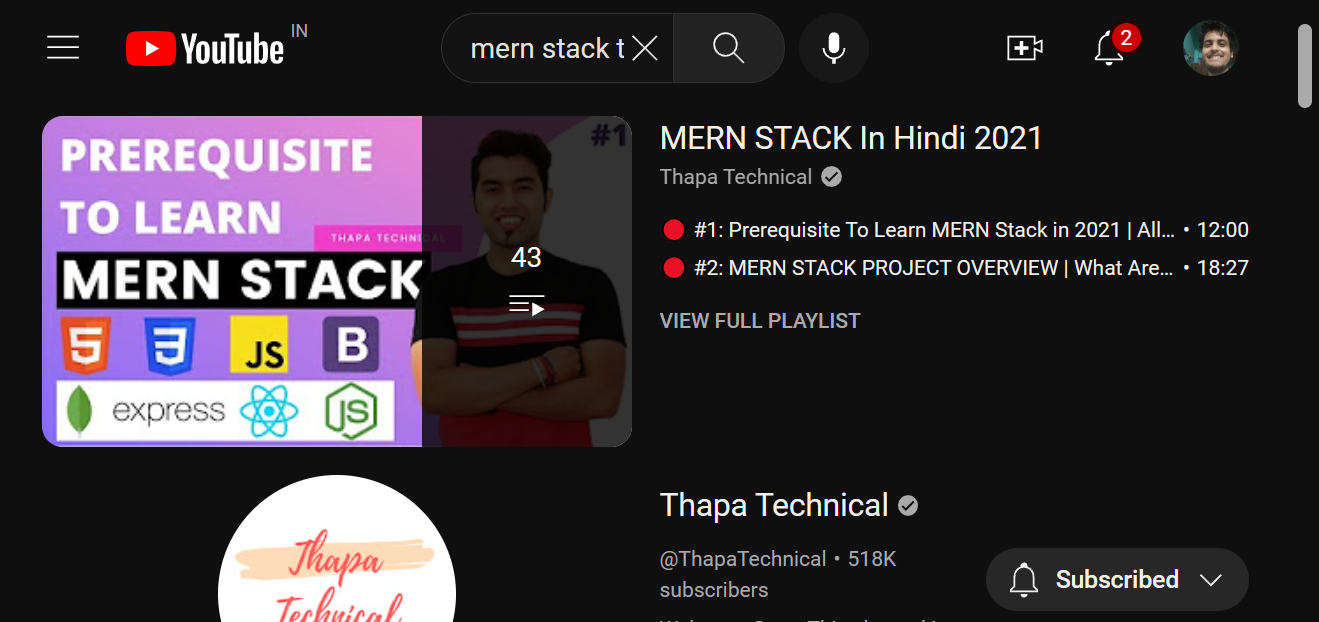 YouTube IN
mern stack t
2
PREREQUISITE
TO LEARN
THAPA TECHNICAL
MERN STACK
#1
43
5
3
JS
B
express
JS
MERN STACK In Hindi 2021
Thapa Technical
#1: Prerequisite To Learn MERN Stack in 2021 | All... • 12:00
#2: MERN STACK PROJECT OVERVIEW | What Are... • 18:27
VIEW FULL PLAYLIST
Thapa
Technical
Thapa Technical
@ThapaTechnical • 518K
subscribers
Subscribed